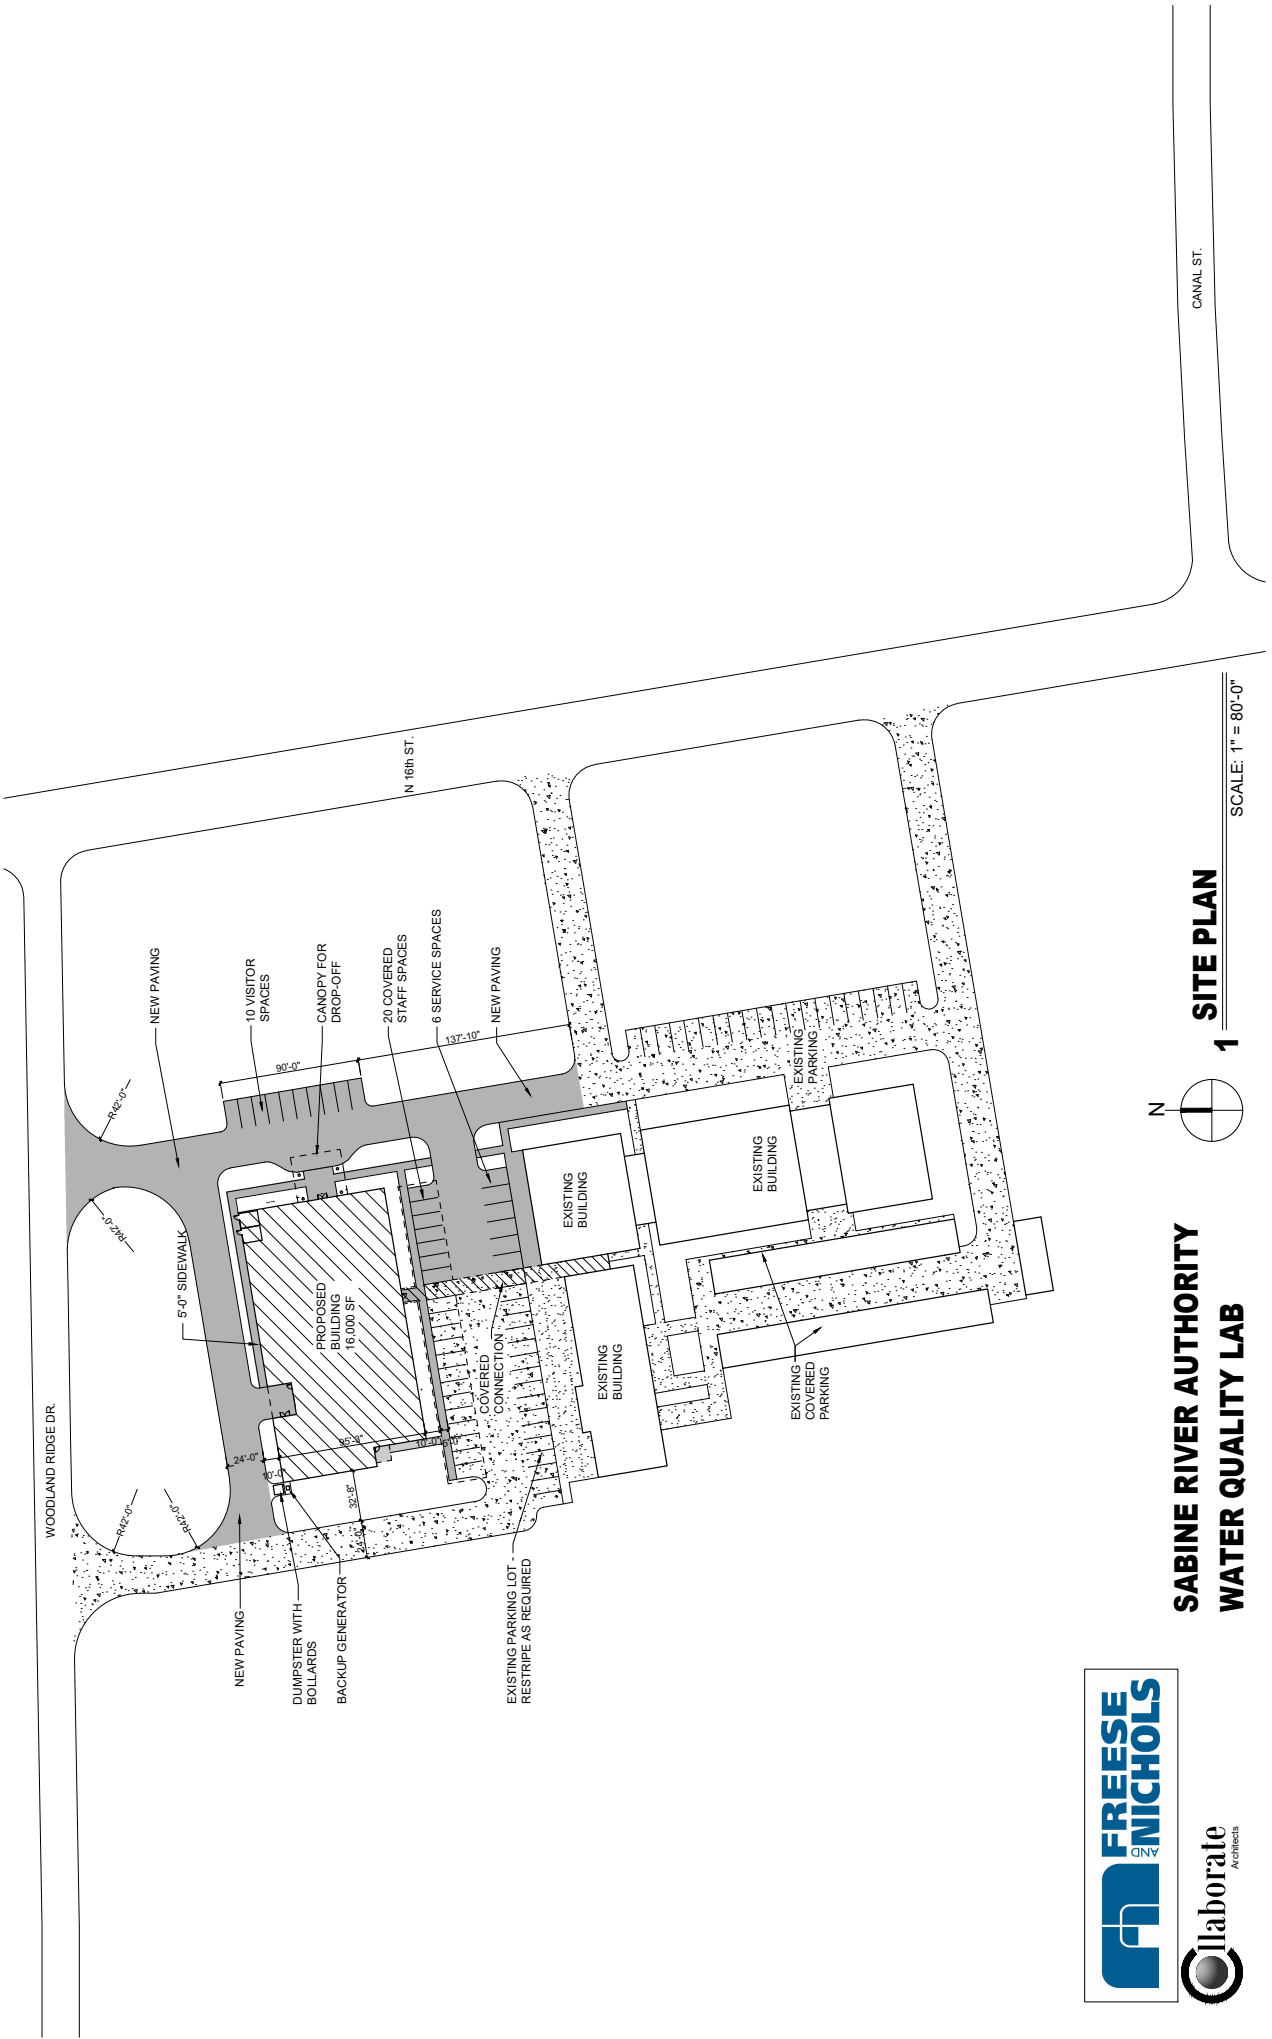 WOODLAND RIDGE DR.
N 16th ST.
CANAL ST.
NEW PAVING
10 VISITOR
SPACES
CANOPY FOR
DROP-OFF
20 COVERED
STAFF SPACES
6 SERVICE SPACES
NEW PAVING
R42'-0"
R42'-0"
R42'-0"
R42'-0"
90'-0"
137'-10"
5'-0" SIDEWALK
PROPOSED
BUILDING
16,000 SF
24'-0"
10'-0"
95'-3"
10'-0"
5'-0"
32'-8"
24'-0"
COVERED
CONNECTION
EXISTING
BUILDING
EXISTING
BUILDING
EXISTING
BUILDING
EXISTING
PARKING
EXISTING
COVERED
PARKING
NEW PAVING
DUMPSTER WITH
BOLLARDS
BACKUP GENERATOR
EXISTING PARKING LOT -
RESTRIPE AS REQUIRED
N
1
SITE PLAN
SCALE: 1" = 80'-0"
SABINE RIVER AUTHORITY
WATER QUALITY LAB
FREESE
AND NICHOLS
Collaborate
Architects